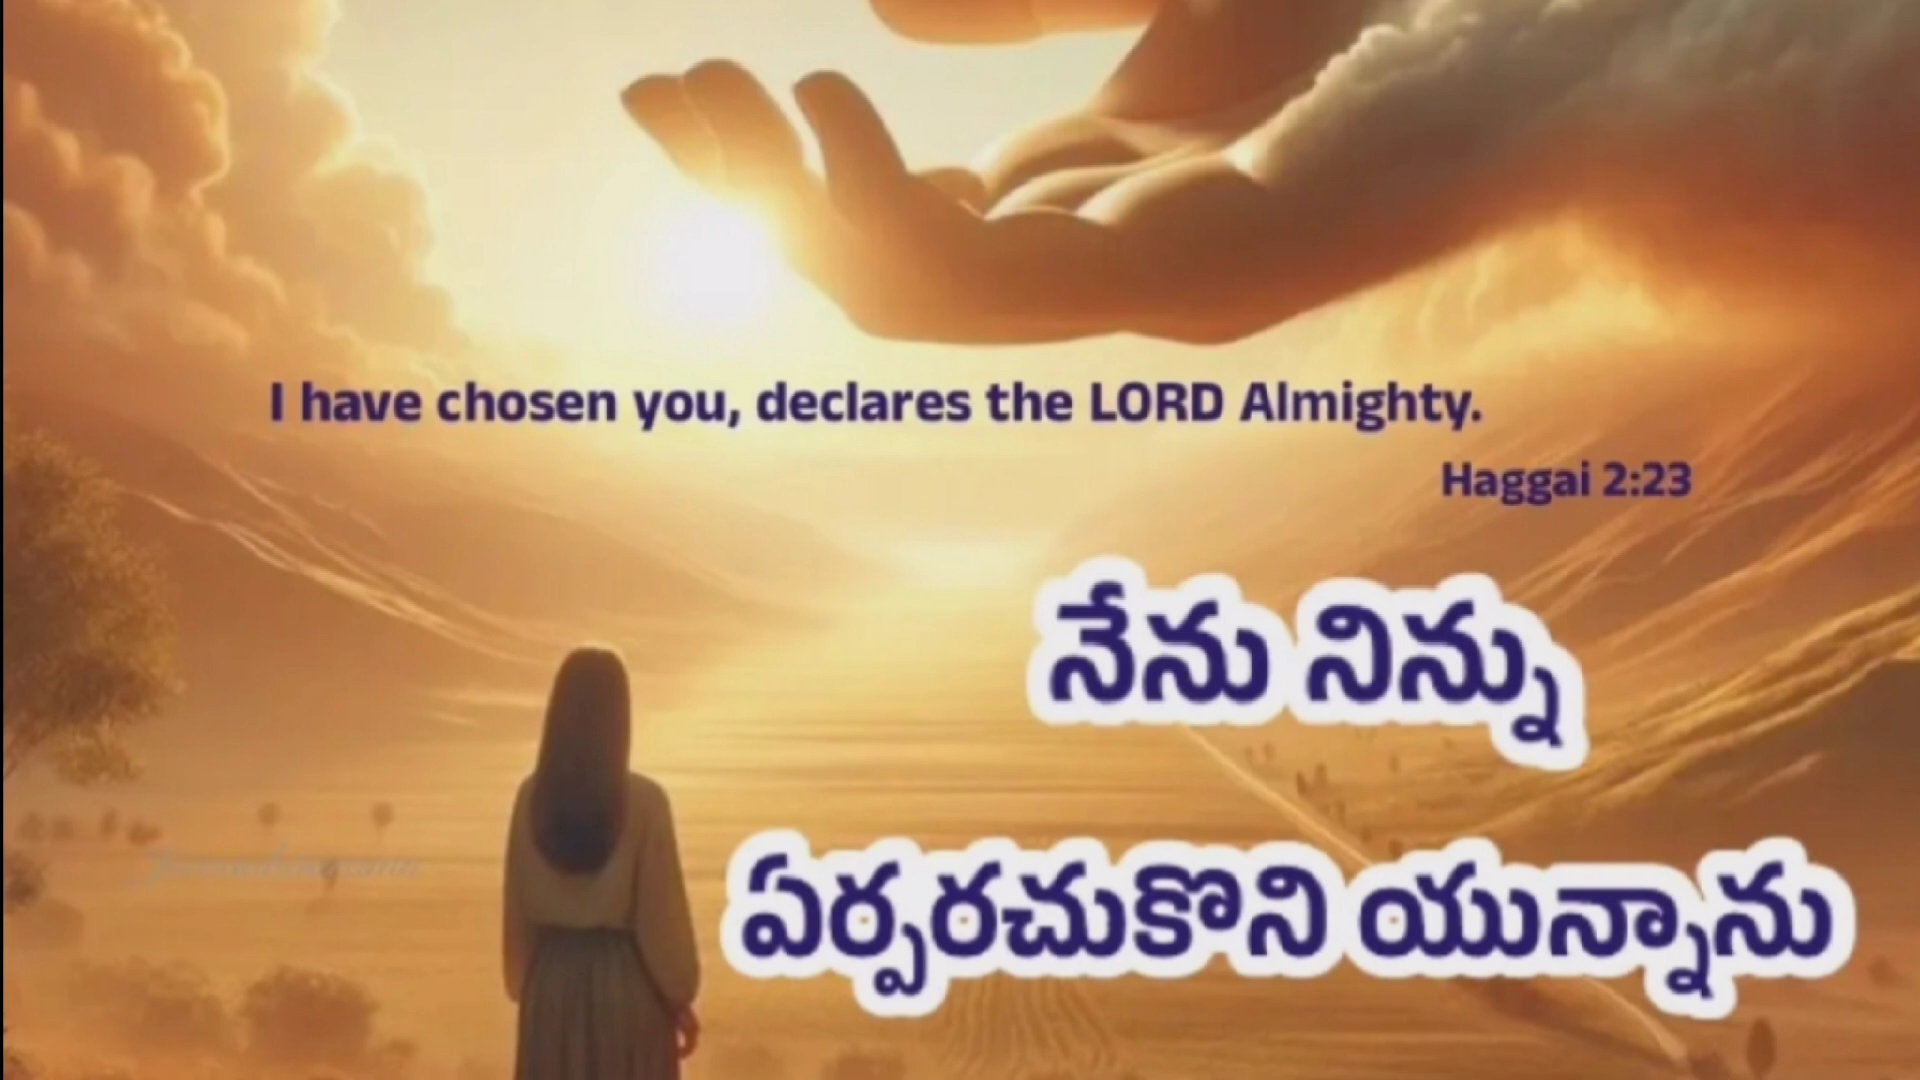 I have chosen you, declares the LORD Almighty.
Haggai 2:23
నేను నిన్ను
ఏర్పరచుకొని యున్నాను